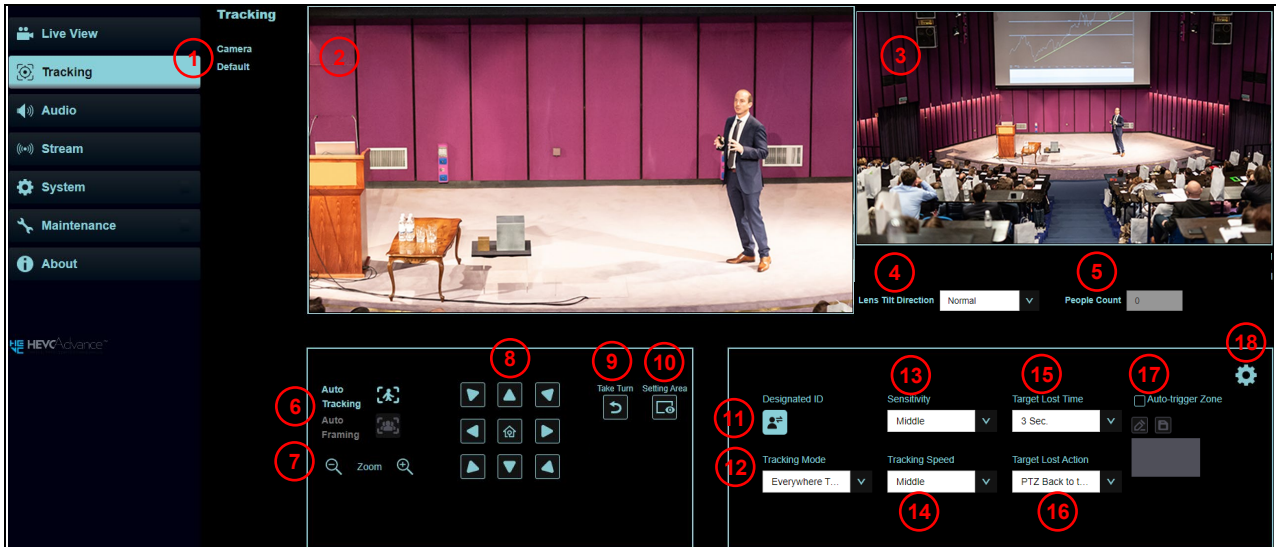 Live View
Tracking
Audio
Stream
System
Maintenance
About
HEVC Advance™
Tracking
1
Camera
Default
2
3
4
5
Lens Tilt Direction
Normal
People Count
0
6
Auto
Tracking
Auto
Framing
7
Zoom
8
9
10
Take Turn
Setting Area
18
11
Designated ID
13
Sensitivity
Middle
15
Target Lost Time
3 Sec.
17
Auto-trigger Zone
12
Tracking Mode
Everywhere T...
Tracking Speed
Middle
14
Target Lost Action
PTZ Back to t...
16